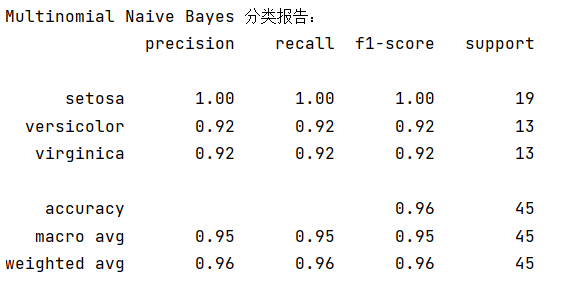 Multinomial Naive Bayes 分类报告：
precision recall f1-score support
setosa 1.00 1.00 1.00 19
versicolor 0.92 0.92 0.92 13
virginica 0.92 0.92 0.92 13
accuracy 0.96 45
macro avg 0.95 0.95 0.95 45
weighted avg 0.96 0.96 0.96 45